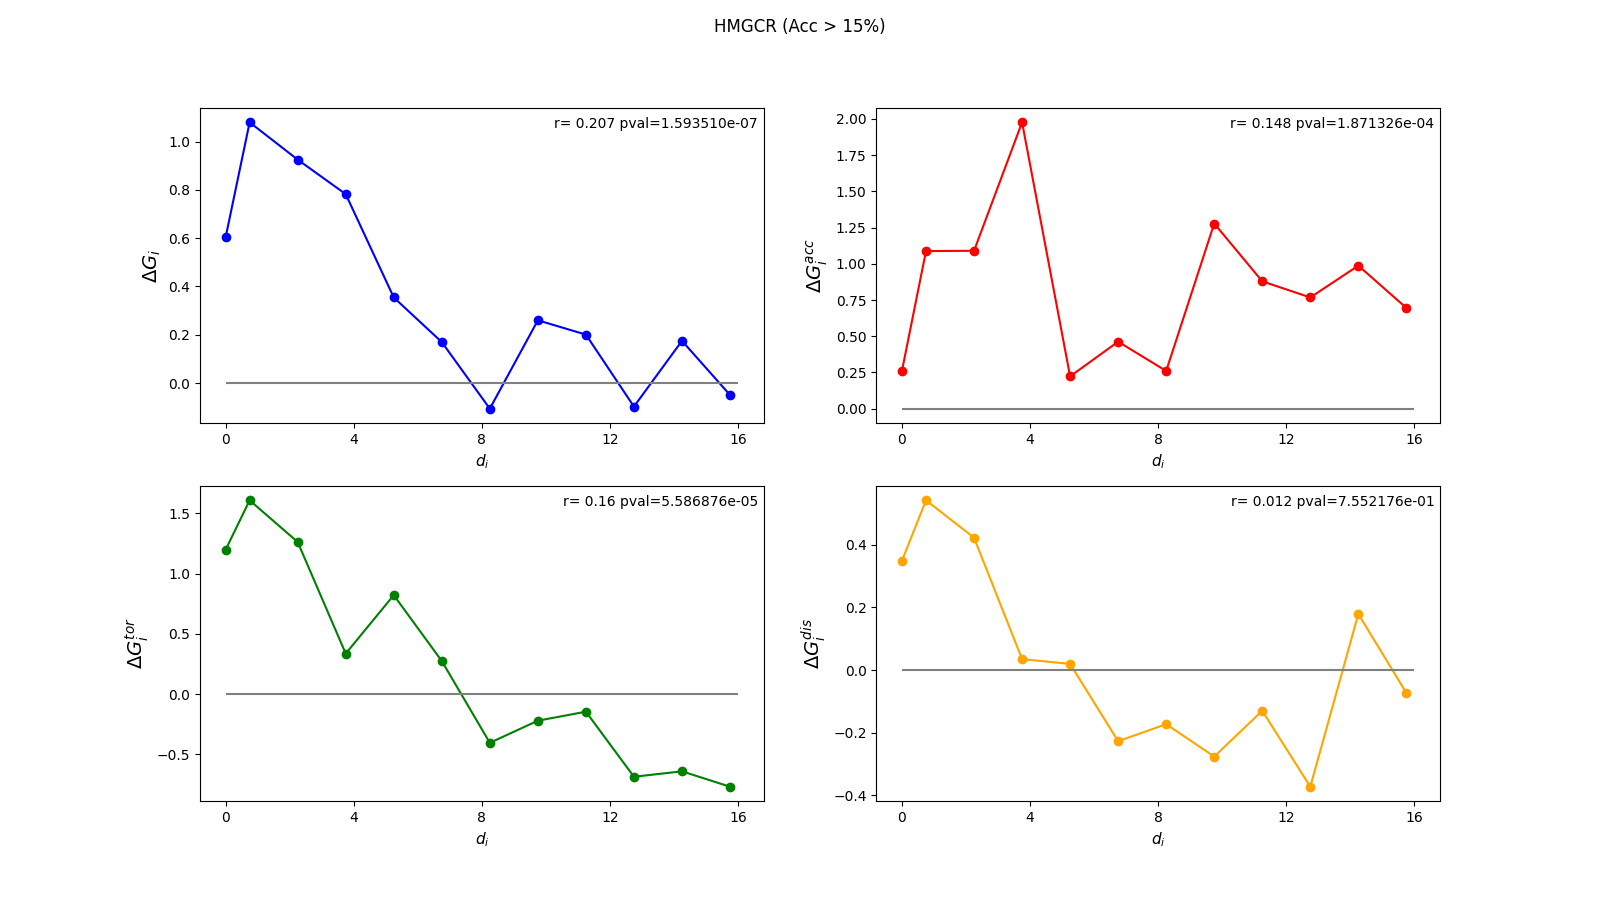 HMGCR (Acc > 15%)
r= 0.207 pval=1.593510e-07
ΔG_i
1.0
0.8
0.6
0.4
0.2
0.0
0 4 8 12 16
d_i
r= 0.148 pval=1.871326e-04
ΔG_i^acc
2.00
1.75
1.50
1.25
1.00
0.75
0.50
0.25
0.00
0 4 8 12 16
d_i
r= 0.16 pval=5.586876e-05
ΔG_i^tor
1.5
1.0
0.5
0.0
−0.5
0 4 8 12 16
d_i
r= 0.012 pval=7.552176e-01
ΔG_i^dis
0.4
0.2
0.0
−0.2
−0.4
0 4 8 12 16
d_i